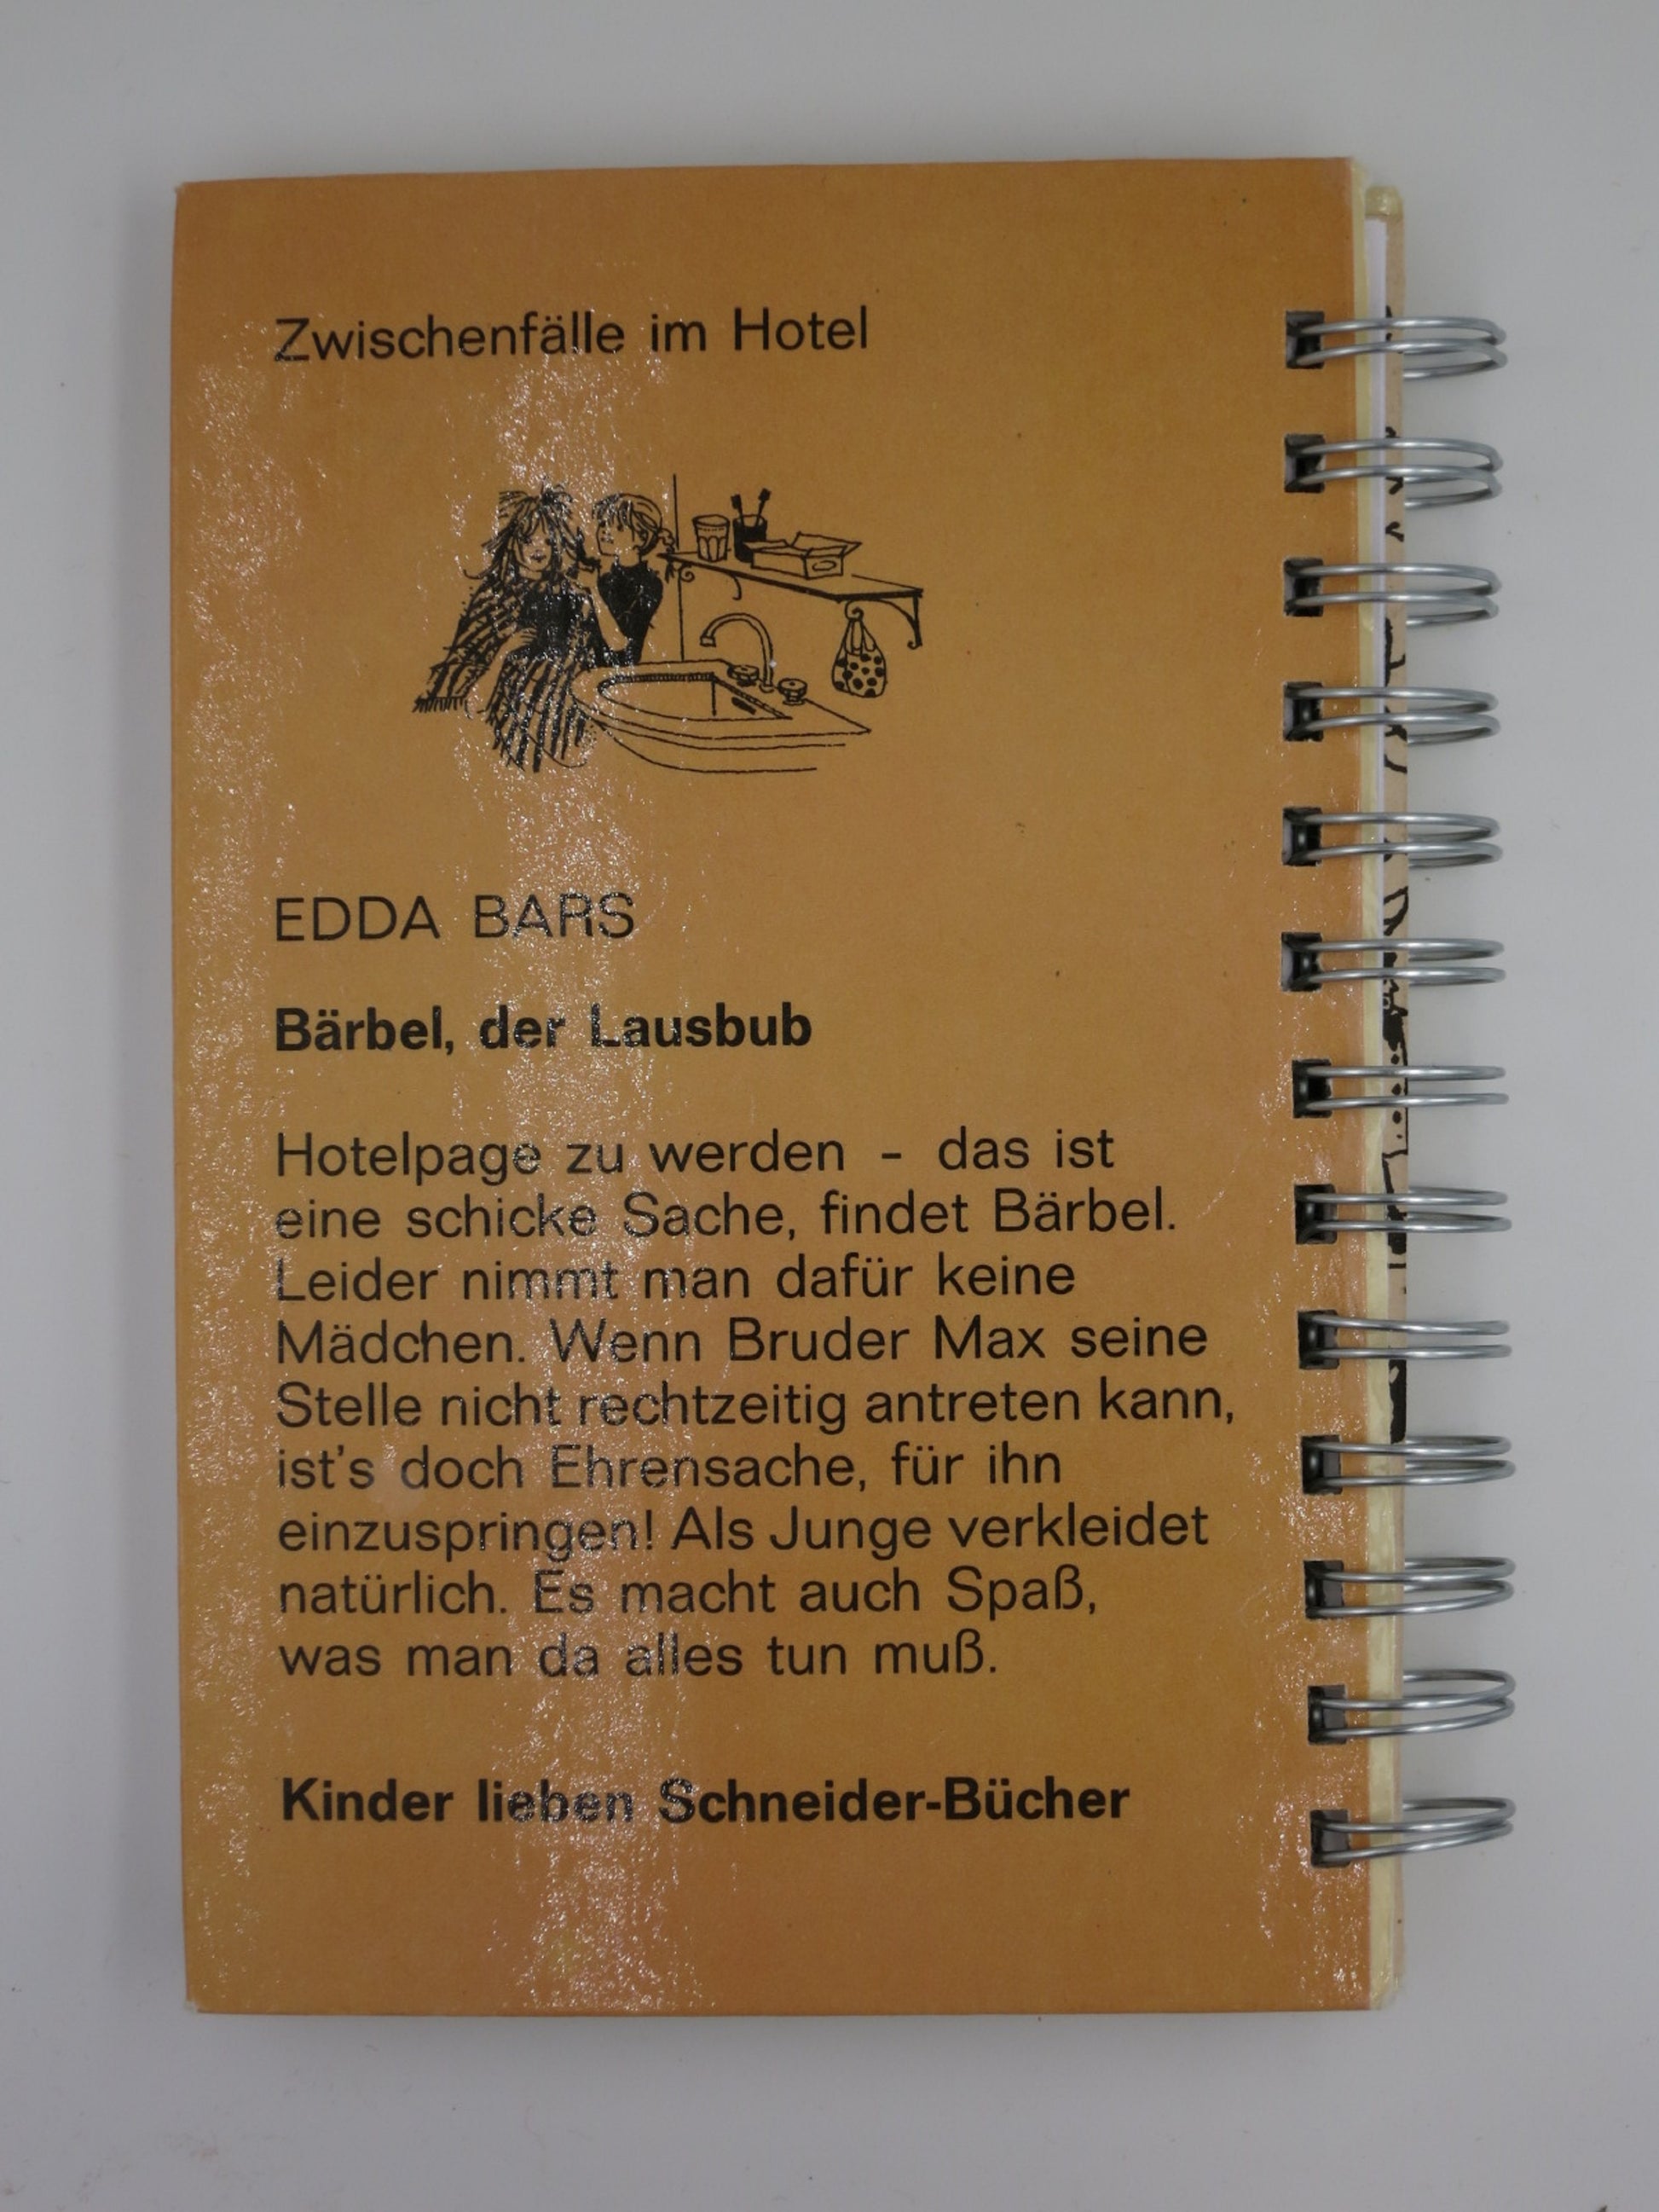 Zwischenfälle im Hotel
EDDA BARS
Bärbel, der Lausbub
Hotelpage zu werden - das ist
eine schicke Sache, findet Bärbel.
Leider nimmt man dafür keine
Mädchen. Wenn Bruder Max seine
Stelle nicht rechtzeitig antreten kann,
ist's doch Ehrensache, für ihn
einzuspringen! Als Junge verkleidet
natürlich. Es macht auch Spaß,
was man da alles tun muß.
Kinder lieben Schneider-Bücher